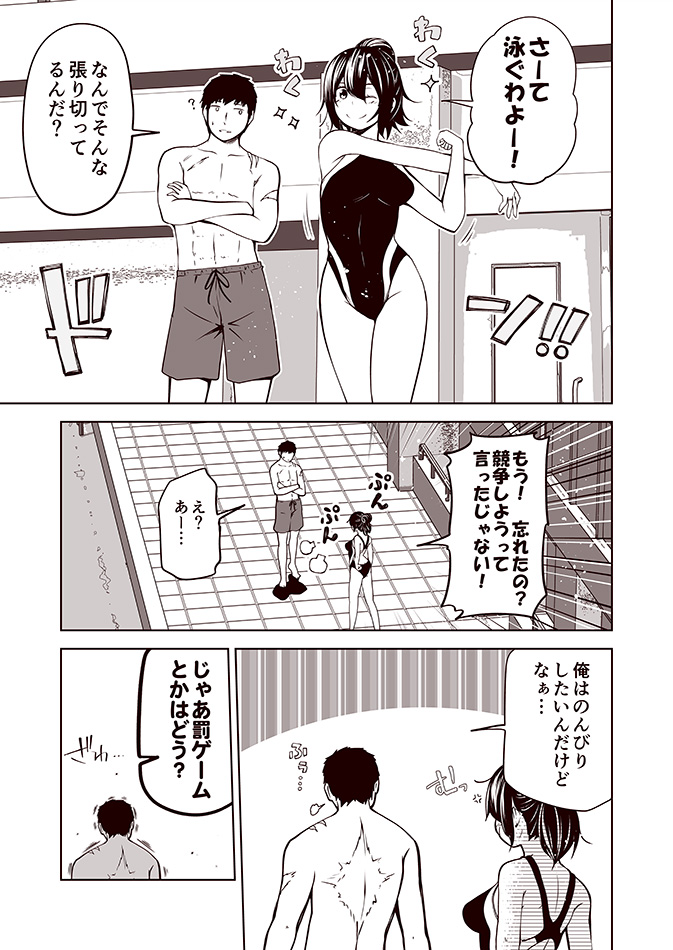 さーて
泳ぐわよー！
わく
わく
なんでそんな
張り切って
るんだ？
？
ドン!!
もう！　忘れたの？
競争しようって
言ったじゃない！
ぷん
ぷん
え？
あー…
俺はのんびり
したいんだけど
なぁ…
むっ
ふぅ…
じゃあ罰ゲーム
とかはどう？
ざわ…